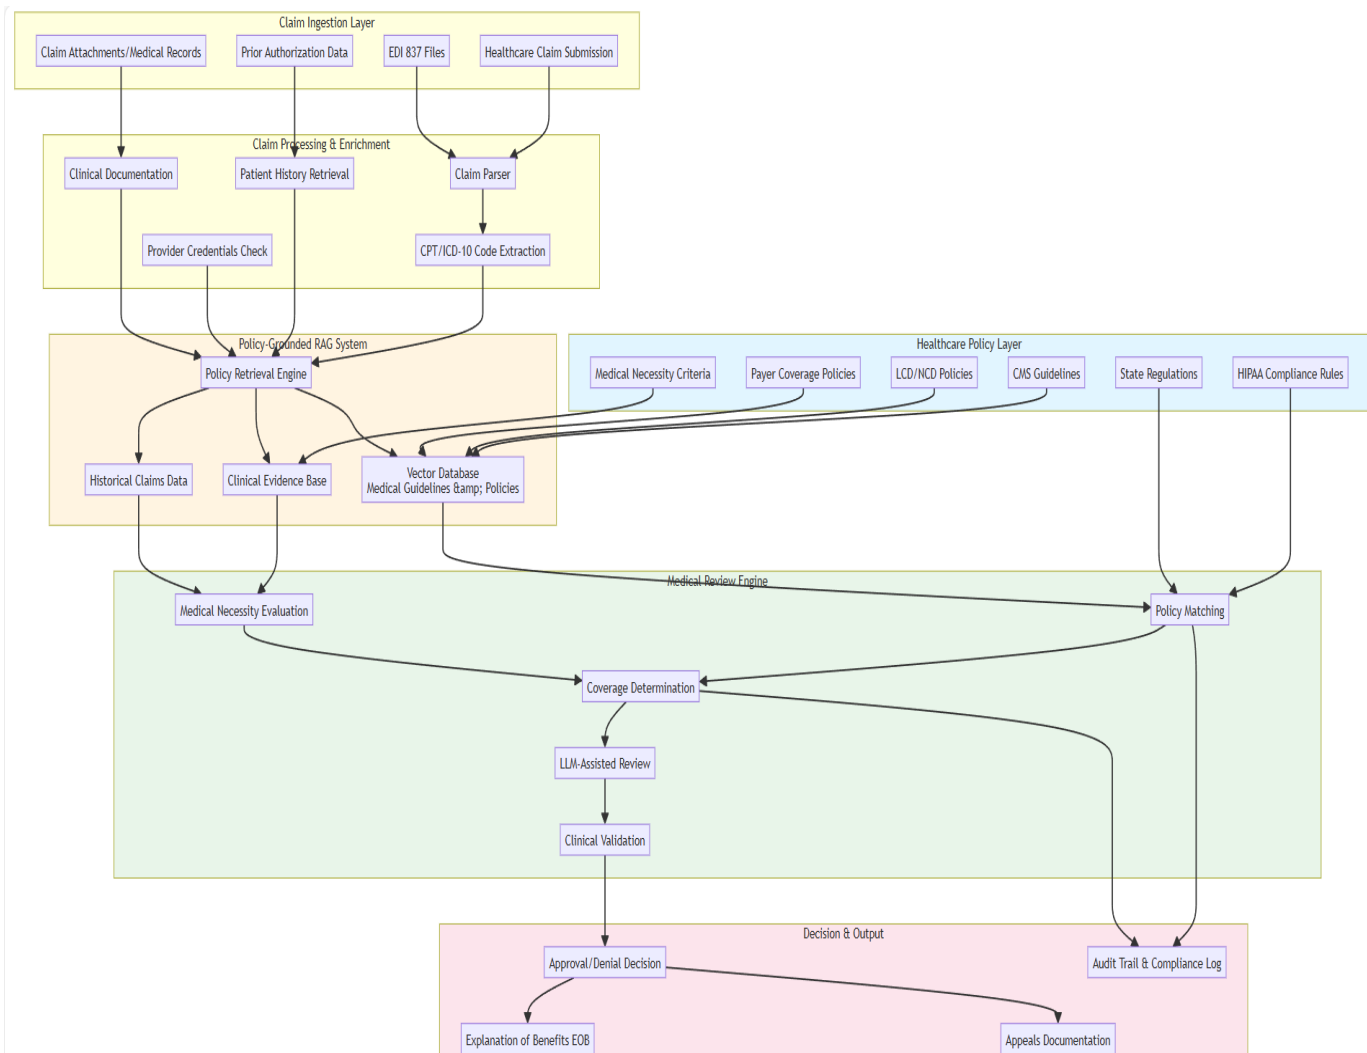 Claim Ingestion Layer
Claim Attachments/Medical Records
Prior Authorization Data
EDI 837 Files
Healthcare Claim Submission
Claim Processing & Enrichment
Clinical Documentation
Patient History Retrieval
Claim Parser
Provider Credentials Check
CPT/ICD-10 Code Extraction
Policy-Grounded RAG System
Healthcare Policy Layer
Policy Retrieval Engine
Medical Necessity Criteria
Payer Coverage Policies
LCD/NCD Policies
CMS Guidelines
State Regulations
HIPAA Compliance Rules
Historical Claims Data
Clinical Evidence Base
Vector Database
Medical Guidelines &amp; Policies
Medical Review Engine
Medical Necessity Evaluation
Policy Matching
Coverage Determination
LLM-Assisted Review
Clinical Validation
Decision & Output
Approval/Denial Decision
Audit Trail & Compliance Log
Explanation of Benefits EOB
Appeals Documentation